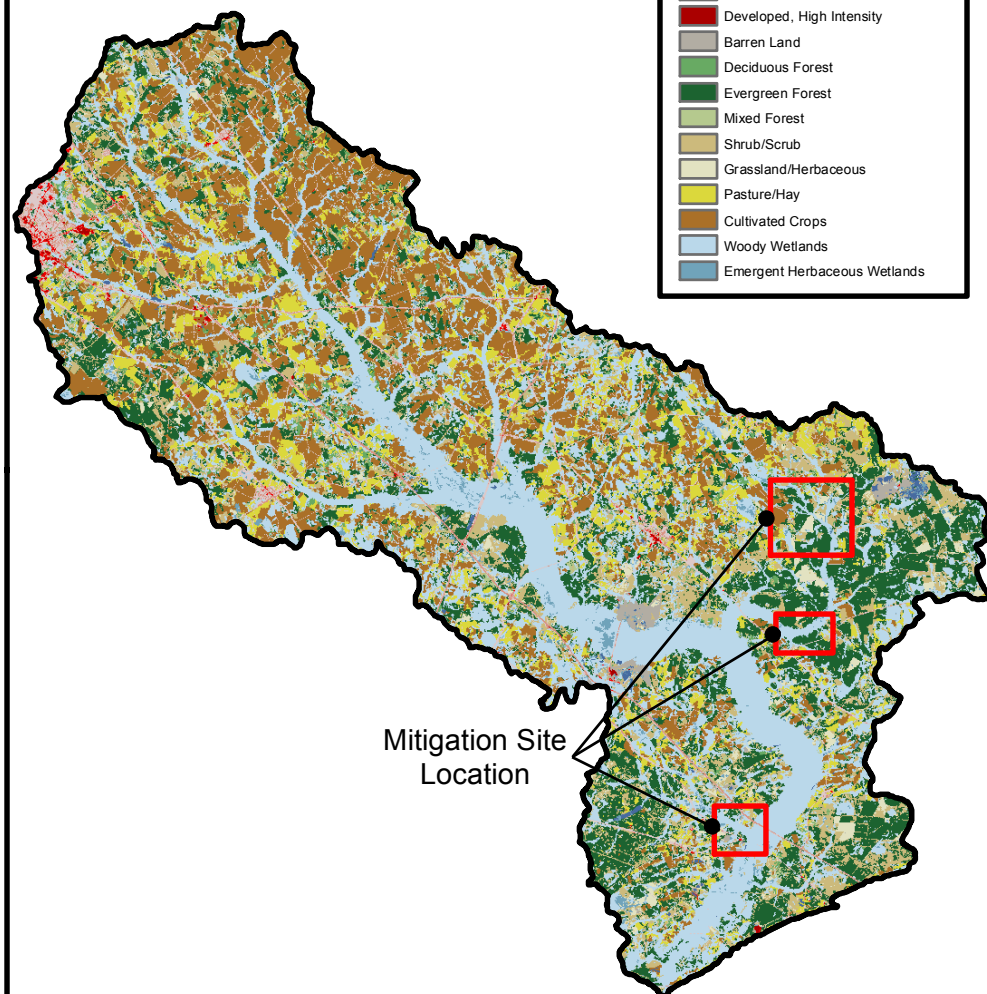 Developed, High Intensity
Barren Land
Deciduous Forest
Evergreen Forest
Mixed Forest
Shrub/Scrub
Grassland/Herbaceous
Pasture/Hay
Cultivated Crops
Woody Wetlands
Emergent Herbaceous Wetlands
Mitigation Site
Location